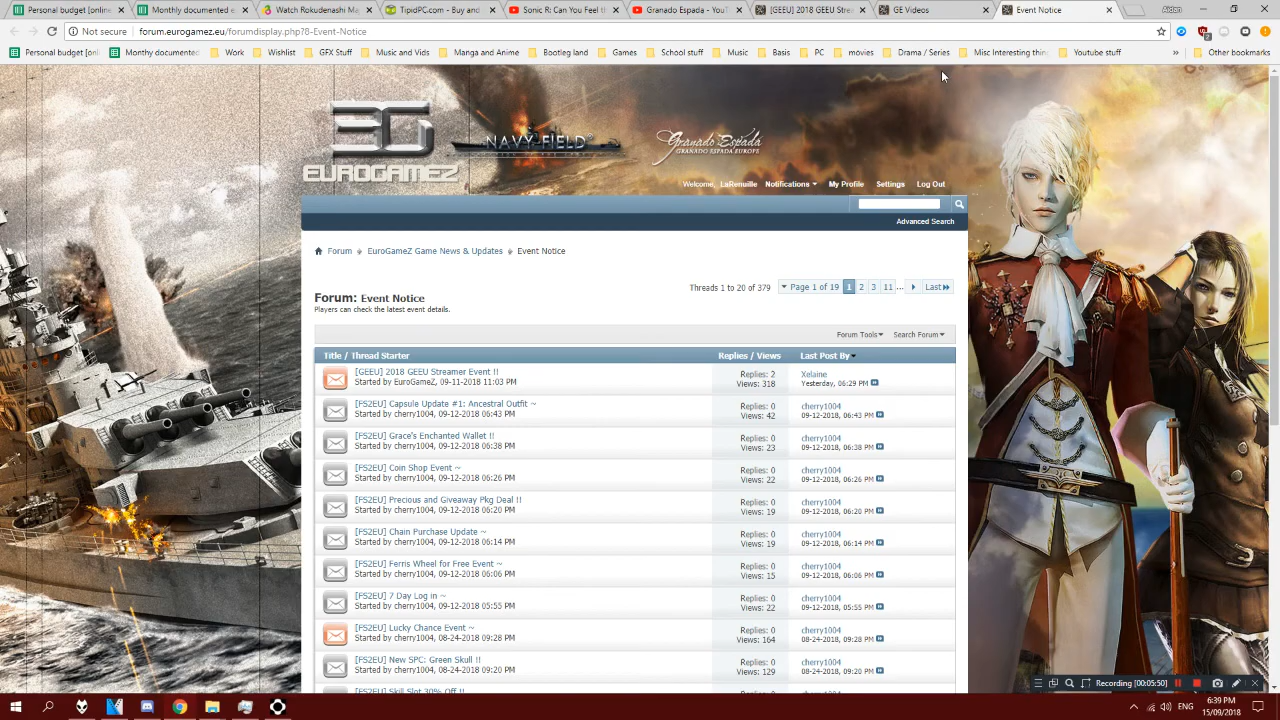 Personal budget [onlin
Monthly documented e
Watch Rokudenashi Ma
TipidPC.com - Buy and
Sonic R: Can You Feel th
Granado Espada - YouT
[GEEU] 2018 GEEU Strea
GE Videos
Event Notice
Aidan
Not secure
forum.eurogamez.eu/forumdisplay.php?8-Event-Notice
Personal budget [onli
Monthy documented
Work
Wishlist
GFX Stuff
Music and Vids
Manga and Anime
Bootleg land
Games
School stuff
Music
Basis
PC
movies
Drama / Series
Misc Interesting thin
Youtube stuff
»
Other bookmarks
EG
EUROGAMEZ
NAVY FIELD
Granado Espada
GRANADO ESPADA EUROPE
Welcome, LaRenuille
Notifications
My Profile
Settings
Log Out
Advanced Search
Forum
EuroGameZ Game News & Updates
Event Notice
Threads 1 to 20 of 379
Page 1 of 19
1
2
3
11
...
Last
Forum: Event Notice
Players can check the latest event details.
Forum Tools
Search Forum
Title / Thread Starter
Replies / Views
Last Post By
[GEEU] 2018 GEEU Streamer Event !!
Started by EuroGameZ, 09-11-2018 11:03 PM
Replies: 2
Views: 318
Xelaine
Yesterday, 06:29 PM
[FS2EU] Capsule Update #1: Ancestral Outfit ~
Started by cherry1004, 09-12-2018 06:43 PM
Replies: 0
Views: 42
cherry1004
09-12-2018, 06:43 PM
[FS2EU] Grace's Enchanted Wallet !!
Started by cherry1004, 09-12-2018 06:38 PM
Replies: 0
Views: 23
cherry1004
09-12-2018, 06:38 PM
[FS2EU] Coin Shop Event ~
Started by cherry1004, 09-12-2018 06:26 PM
Replies: 0
Views: 22
cherry1004
09-12-2018, 06:26 PM
[FS2EU] Precious and Giveaway Pkg Deal !!
Started by cherry1004, 09-12-2018 06:20 PM
Replies: 0
Views: 19
cherry1004
09-12-2018, 06:20 PM
[FS2EU] Chain Purchase Update ~
Started by cherry1004, 09-12-2018 06:14 PM
Replies: 0
Views: 19
cherry1004
09-12-2018, 06:14 PM
[FS2EU] Ferris Wheel for Free Event ~
Started by cherry1004, 09-12-2018 06:06 PM
Replies: 0
Views: 15
cherry1004
09-12-2018, 06:06 PM
[FS2EU] 7 Day Log in ~
Started by cherry1004, 09-12-2018 05:55 PM
Replies: 0
Views: 22
cherry1004
09-12-2018, 05:55 PM
[FS2EU] Lucky Chance Event ~
Started by cherry1004, 08-24-2018 09:28 PM
Replies: 0
Views: 164
cherry1004
08-24-2018, 09:28 PM
[FS2EU] New SPC: Green Skull !!
Started by cherry1004, 08-24-2018 09:20 PM
Replies: 0
Views: 129
cherry1004
08-24-2018, 09:20 PM
[FS2EU] Skill Slot 30% Off !!
Replies: 0
cherry1004
Recording [00:05:50]
ENG
6:39 PM
15/09/2018